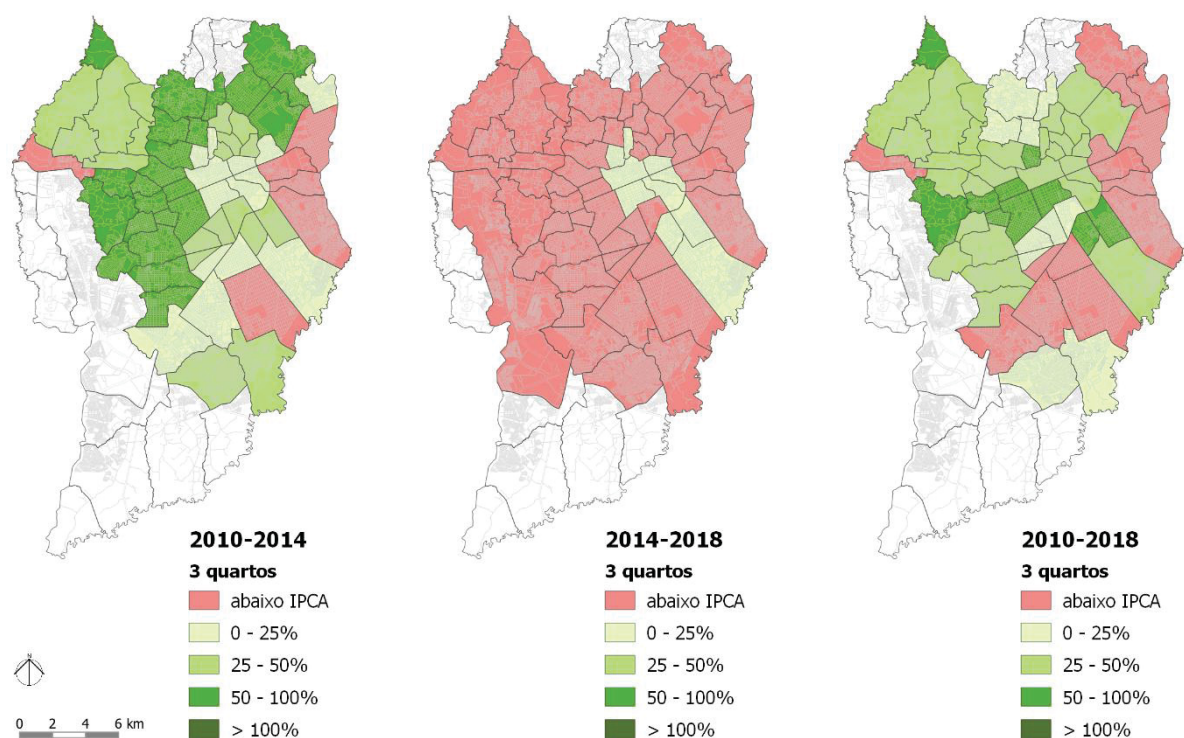 2010-2014
3 quartos
abaixo IPCA
0 - 25%
25 - 50%
50 - 100%
> 100%
2014-2018
3 quartos
abaixo IPCA
0 - 25%
25 - 50%
50 - 100%
> 100%
2010-2018
3 quartos
abaixo IPCA
0 - 25%
25 - 50%
50 - 100%
> 100%
N
0 2 4 6 km